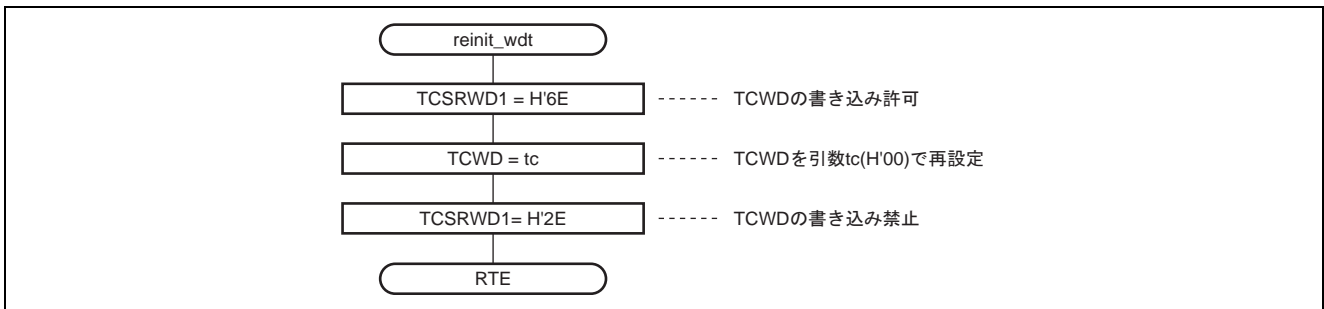 reinit_wdt
TCSRWD1 = H'6E ------ TCWDの書き込み許可
TCWD = tc ------ TCWDを引数tc(H'00)で再設定
TCSRWD1= H'2E ------ TCWDの書き込み禁止
RTE